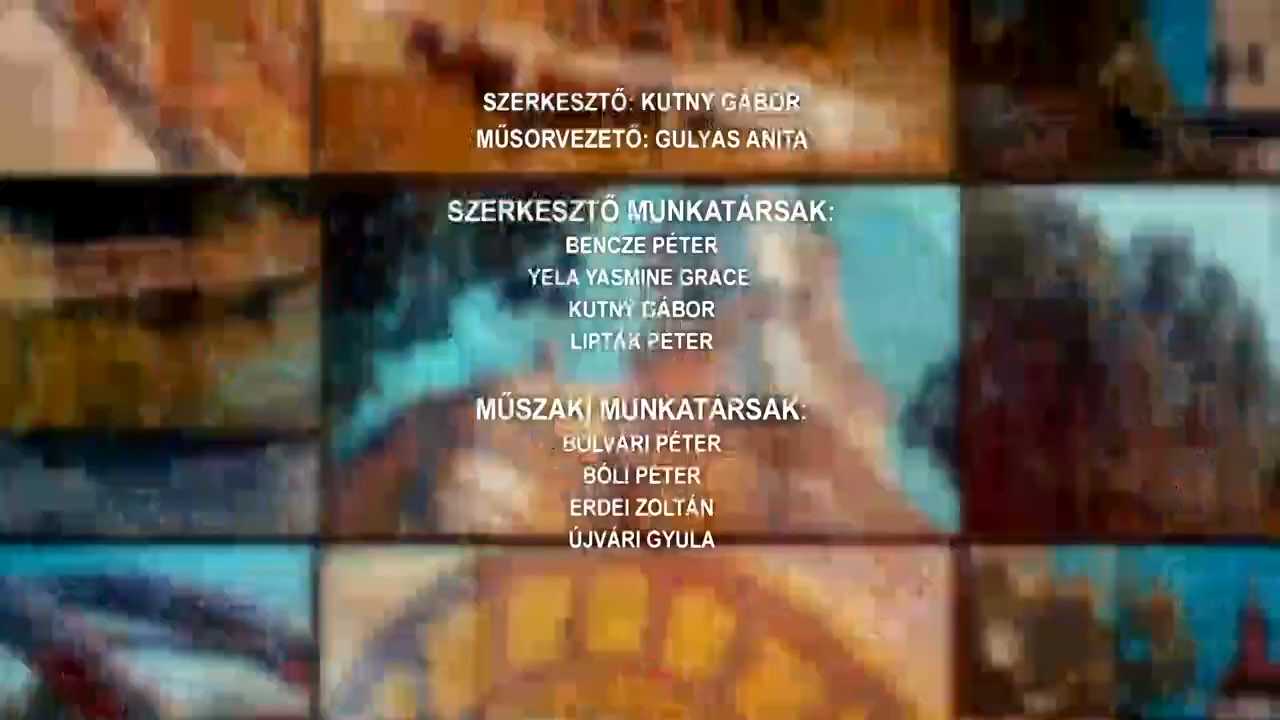 SZERKESZTŐ: KUTNY GÁBOR
MŰSORVEZETŐ: GULYÁS ANITA
SZERKESZTŐ MUNKATÁRSAK:
BENCZE PÉTER
YELA YASMINE GRACE
KUTNY GÁBOR
LIPTÁK PÉTER
MŰSZAKI MUNKATÁRSAK:
BOLVÁRI PÉTER
BÓLI PÉTER
ERDEI ZOLTÁN
ÚJVÁRI GYULA